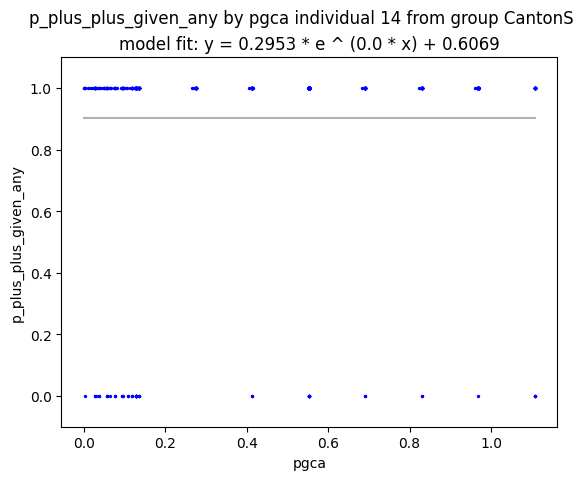 p_plus_plus_given_any by pgca individual 14 from group CantonS
model fit: y = 0.2953 * e ^ (0.0 * x) + 0.6069
p_plus_plus_given_any
1.0
0.8
0.6
0.4
0.2
0.0
0.0 0.2 0.4 0.6 0.8 1.0
pgca